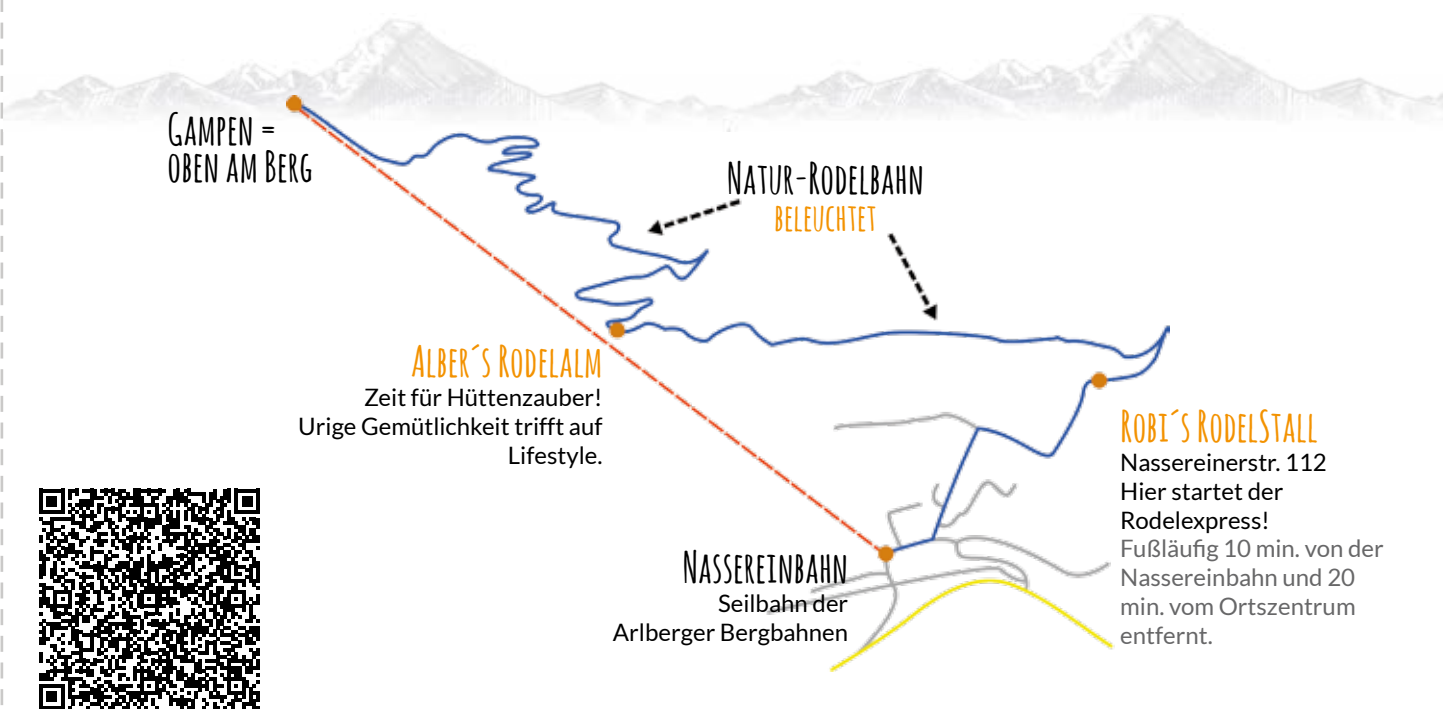 GAMPEN =
OBEN AM BERG
NATUR-RODELBAHN
BELEUCHTET
ALBER´S RODELALM
Zeit für Hüttenzauber!
Urige Gemütlichkeit trifft auf
Lifestyle.
ROBI´S RODELSTALL
Nassereinerstr. 112
Hier startet der
Rodelexpress!
Fußläufig 10 min. von der
Nassereinbahn und 20
min. vom Ortszentrum
entfernt.
NASSEREINBAHN
Seilbahn der
Arlberger Bergbahnen